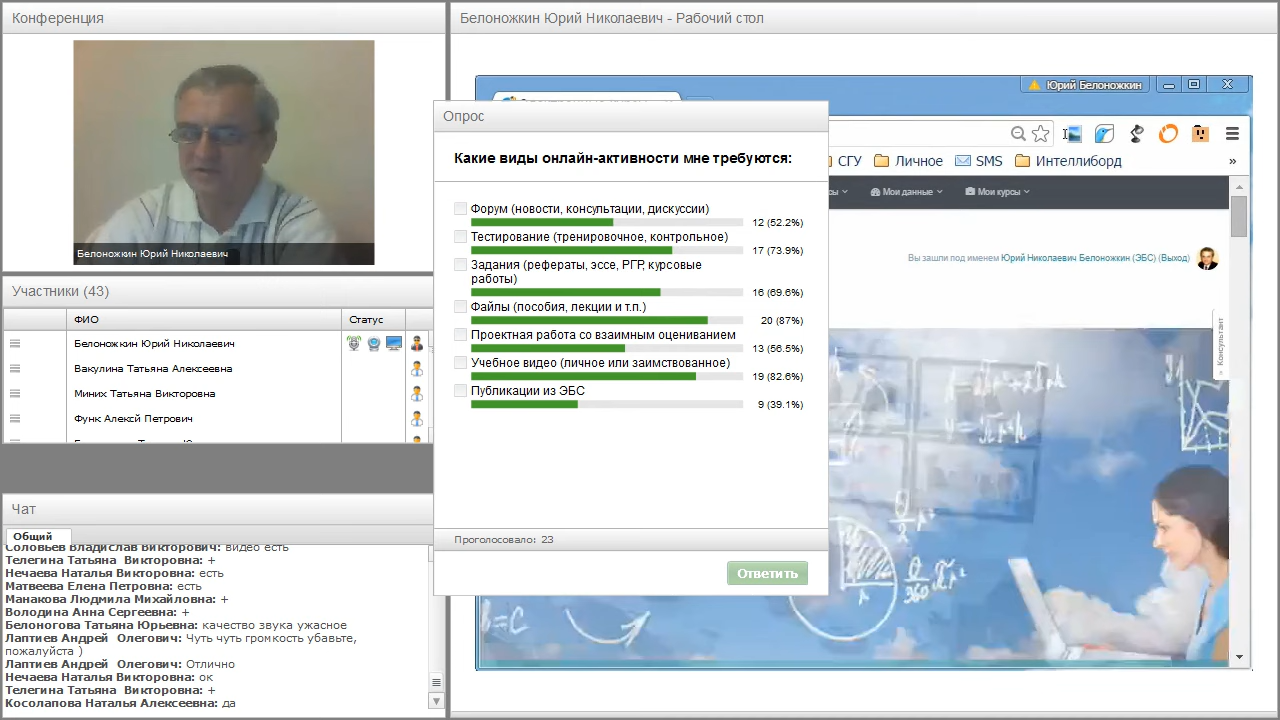 Конференция
Белоножкин Юрий Николаевич
Участники (43)
ФИО
Статус
Белоножкин Юрий Николаевич
Вакулина Татьяна Алексеевна
Миних Татьяна Викторовна
Функ Алексй Петрович
Чат
Общий
Соловьев Владислав Викторович: видео есть
Телегина Татьяна Викторовна: +
Нечаева Наталья Викторовна: есть
Матвеева Елена Петровна: есть
Манакова Людмила Михайловна: +
Володина Анна Сергеевна: +
Белоногова Татьяна Юрьевна: качество звука ужасное
Лаптиев Андрей Олегович: Чуть чуть громкость убавьте,
пожалуйста )
Лаптиев Андрей Олегович: Отлично
Нечаева Наталья Викторовна: ок
Телегина Татьяна Викторовна: +
Косолапова Наталья Алексеевна: да
Опрос
Какие виды онлайн-активности мне требуются:
Форум (новости, консультации, дискуссии)
12 (52.2%)
Тестирование (тренировочное, контрольное)
17 (73.9%)
Задания (рефераты, эссе, РГР, курсовые
работы)
16 (69.6%)
Файлы (пособия, лекции и т.п.)
20 (87%)
Проектная работа со взаимным оцениванием
13 (56.5%)
Учебное видео (личное или заимствованное)
19 (82.6%)
Публикации из ЭБС
9 (39.1%)
Проголосовало: 23
Ответить
Белоножкин Юрий Николаевич - Рабочий стол
Юрий Белоножкин
СГУ Личное SMS Интеллиборд »
Мои данные Мои курсы
Вы зашли под именем Юрий Николаевич Белоножкин (ЭБС) (Выход)
Консультант